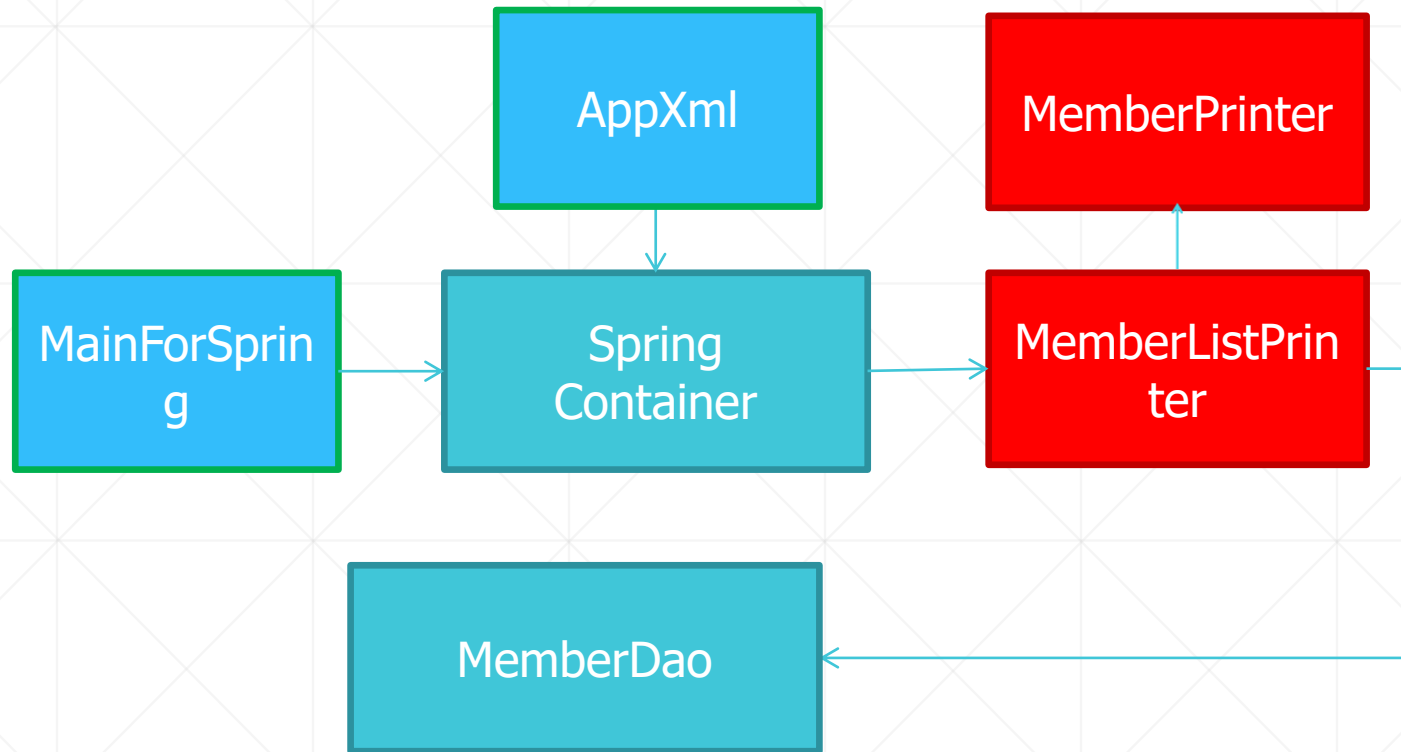 AppXml
MemberPrinter
MainForSprin
g
Spring
Container
MemberListPrin
ter
MemberDao